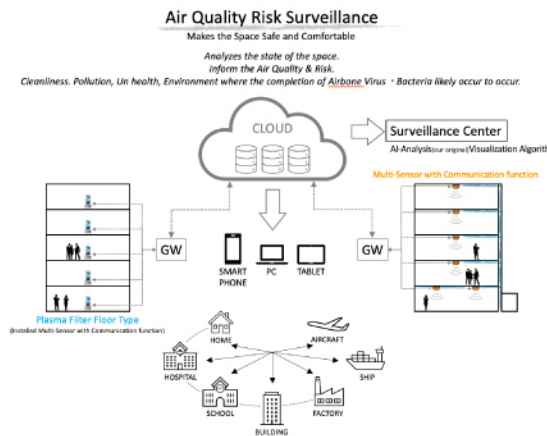 Air Quality Risk Surveillance
Makes the Space Safe and Comfortable
Analyzes the state of the space.
Inform the Air Quality & Risk.
Cleanliness. Pollution, Un health, Environment where the completion of Airbone Virus ・Bacteria likely occur to occur.
CLOUD
Surveillance Center
AI-Analysis(our original)Visualization Algorith
Multi-Sensor with Communication function
GW
GW
SMART
PHONE
PC
TABLET
Plasma Filter Floor Type
(Installed Multi-Sensor with Communication function)
HOME
AIRCRAFT
HOSPITAL
SHIP
SCHOOL
FACTORY
BUILDING